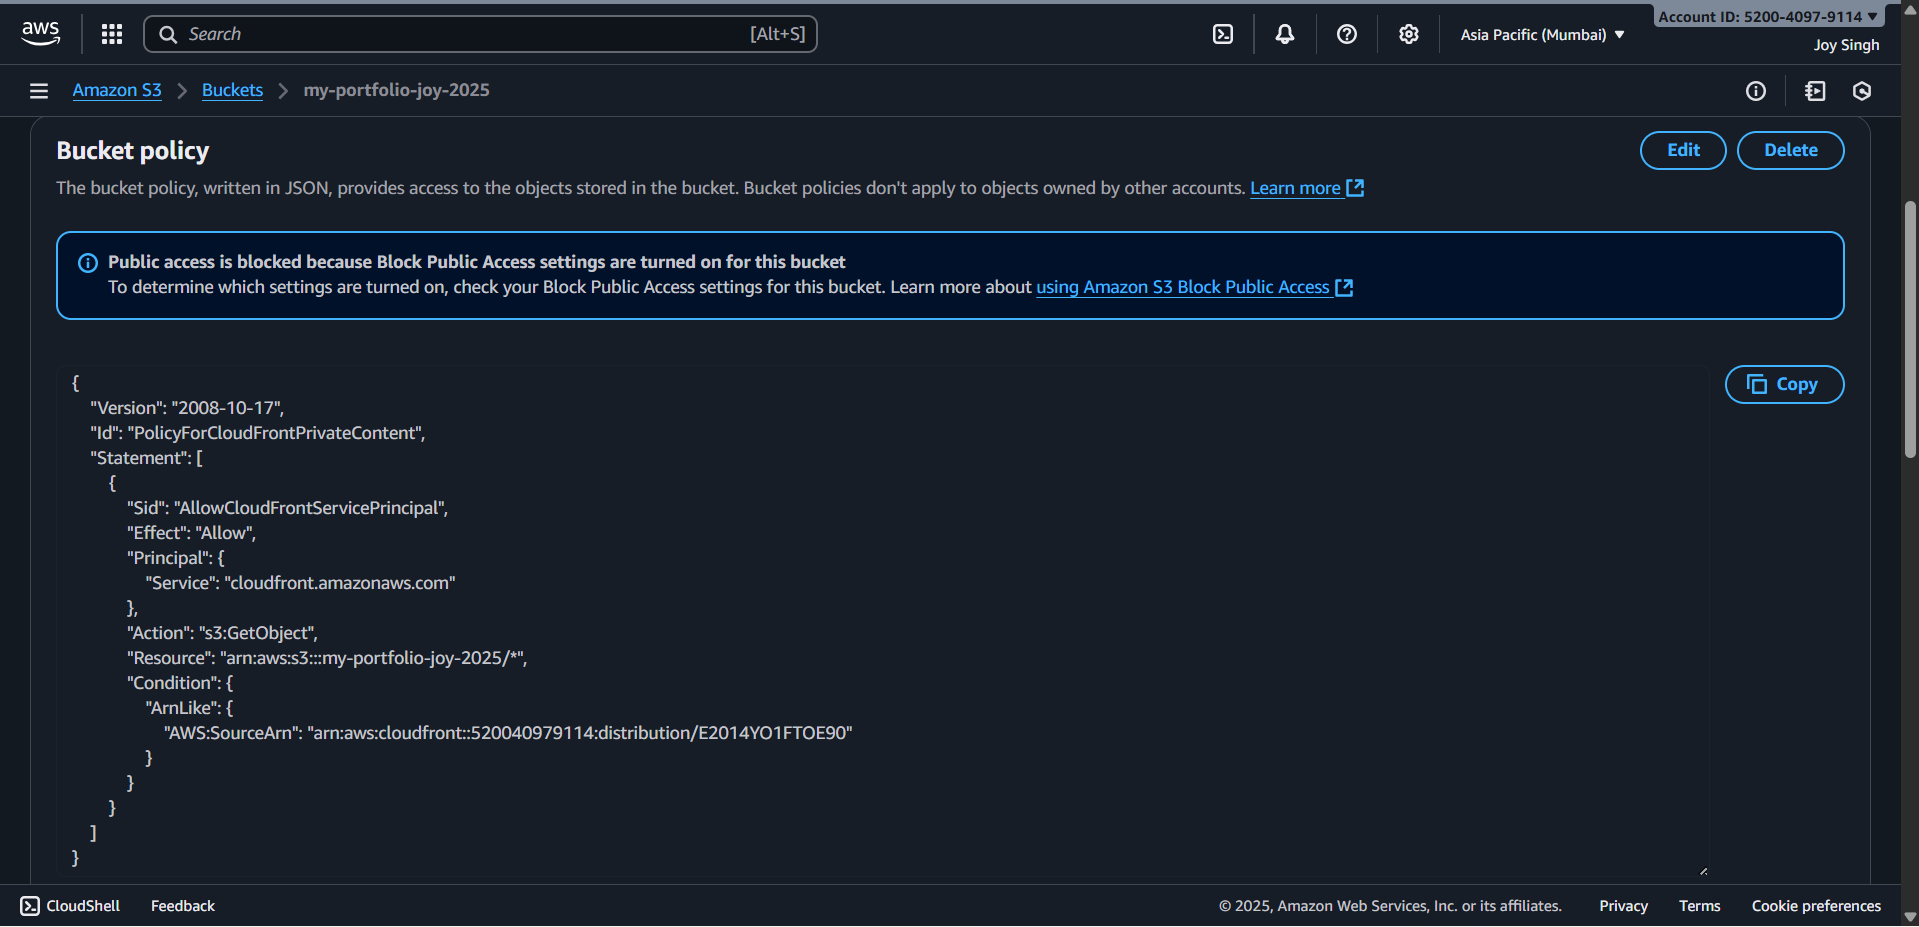 aws
Search
[Alt+S]
Asia Pacific (Mumbai)
Account ID: 5200-4097-9114
Joy Singh
Amazon S3
Buckets
my-portfolio-joy-2025
Bucket policy
Edit
Delete
The bucket policy, written in JSON, provides access to the objects stored in the bucket. Bucket policies don't apply to objects owned by other accounts. Learn more
Public access is blocked because Block Public Access settings are turned on for this bucket
To determine which settings are turned on, check your Block Public Access settings for this bucket. Learn more about using Amazon S3 Block Public Access
Copy
{
"Version": "2008-10-17",
"Id": "PolicyForCloudFrontPrivateContent",
"Statement": [
{
"Sid": "AllowCloudFrontServicePrincipal",
"Effect": "Allow",
"Principal": {
"Service": "cloudfront.amazonaws.com"
},
"Action": "s3:GetObject",
"Resource": "arn:aws:s3:::my-portfolio-joy-2025/*",
"Condition": {
"ArnLike": {
"AWS:SourceArn": "arn:aws:cloudfront::520040979114:distribution/E2014YO1FTOE90"
}
}
}
]
}
CloudShell
Feedback
© 2025, Amazon Web Services, Inc. or its affiliates.
Privacy
Terms
Cookie preferences